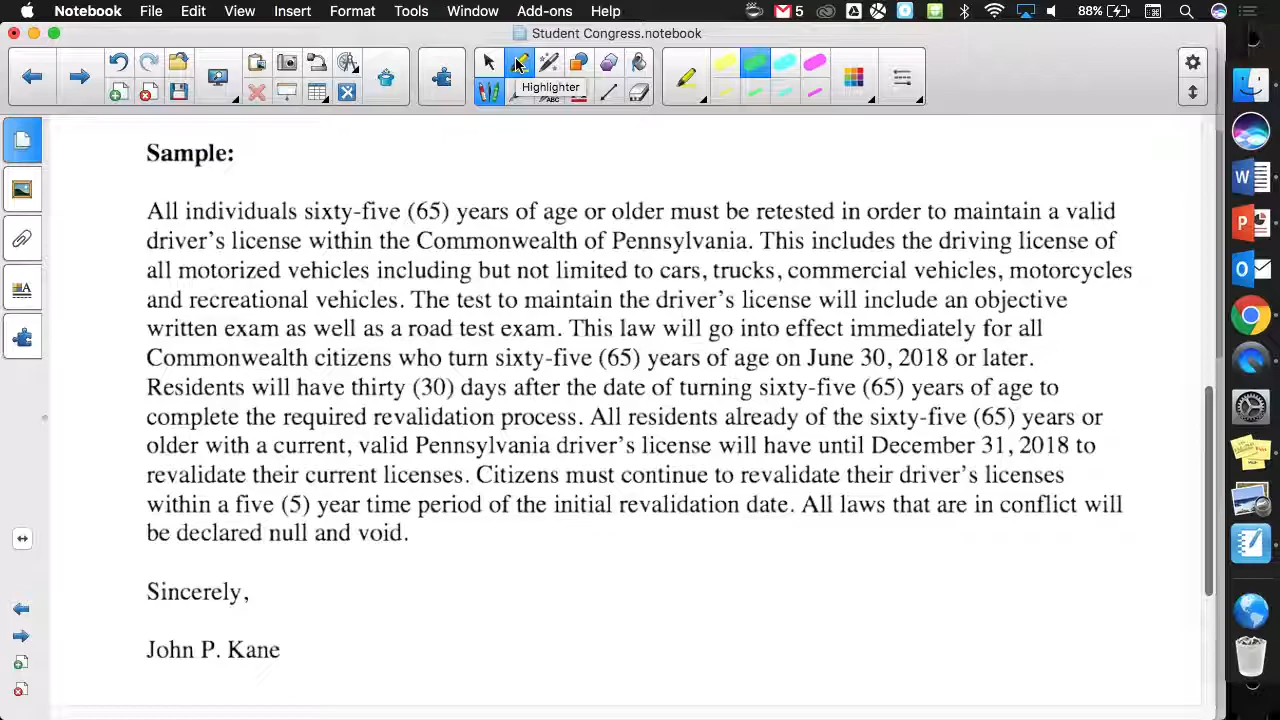 Notebook File Edit View Insert Format Tools Window Add-ons Help 5 88%
Student Congress.notebook
Highlighter
ABC
Sample:
All individuals sixty-five (65) years of age or older must be retested in order to maintain a valid
driver's license within the Commonwealth of Pennsylvania. This includes the driving license of
all motorized vehicles including but not limited to cars, trucks, commercial vehicles, motorcycles
and recreational vehicles. The test to maintain the driver's license will include an objective
written exam as well as a road test exam. This law will go into effect immediately for all
Commonwealth citizens who turn sixty-five (65) years of age on June 30, 2018 or later.
Residents will have thirty (30) days after the date of turning sixty-five (65) years of age to
complete the required revalidation process. All residents already of the sixty-five (65) years or
older with a current, valid Pennsylvania driver's license will have until December 31, 2018 to
revalidate their current licenses. Citizens must continue to revalidate their driver's licenses
within a five (5) year time period of the initial revalidation date. All laws that are in conflict will
be declared null and void.
Sincerely,
John P. Kane